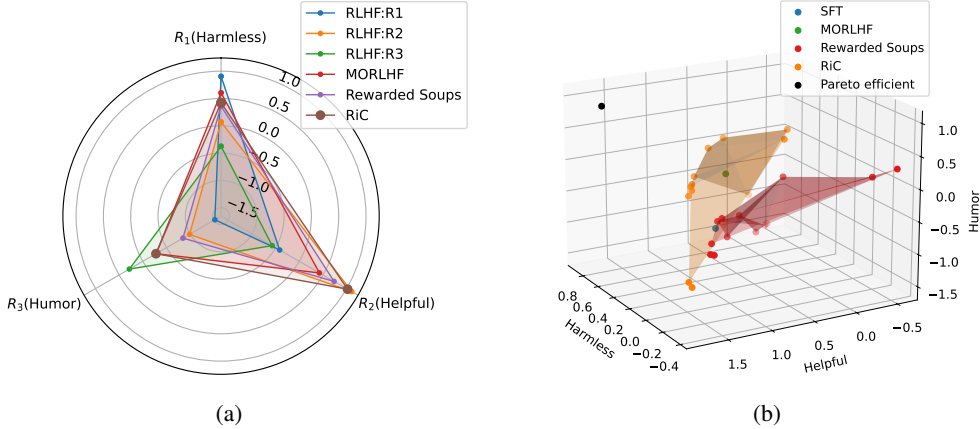 R1(Harmless)
RLHF:R1
RLHF:R2
RLHF:R3
MORLHF
Rewarded Soups
RiC
1.0
0.5
0.0
−0.5
−1.0
−1.5
R3(Humor)
R2(Helpful)
(a)
SFT
MORLHF
Rewarded Soups
RiC
Pareto efficient
1.0
0.5
0.0
−0.5
−1.0
−1.5
Humor
0.8
0.6
0.4
0.2
0.0
−0.2
−0.4
Harmless
1.5
1.0
0.5
0.0
−0.5
Helpful
(b)